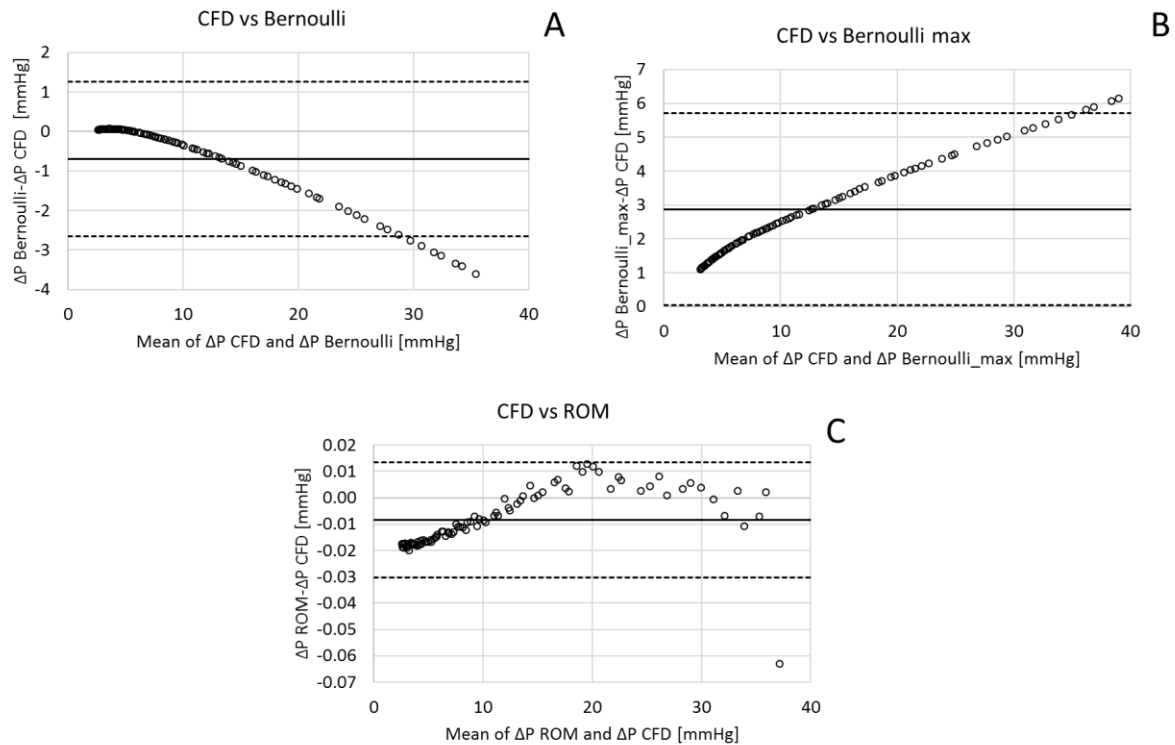 CFD vs Bernoulli
A
ΔP Bernoulli-ΔP CFD [mmHg]
2
1
0
-1
-2
-3
-4
0 10 20 30 40
Mean of ΔP CFD and ΔP Bernoulli [mmHg]
CFD vs Bernoulli max
B
ΔP Bernoulli_max-ΔP CFD [mmHg]
7
6
5
4
3
2
1
0
0 10 20 30 40
Mean of ΔP CFD and ΔP Bernoulli_max [mmHg]
CFD vs ROM
C
ΔP ROM-ΔP CFD [mmHg]
0.02
0.01
0.00
-0.01
-0.02
-0.03
-0.04
-0.05
-0.06
-0.07
0 10 20 30 40
Mean of ΔP ROM and ΔP CFD [mmHg]